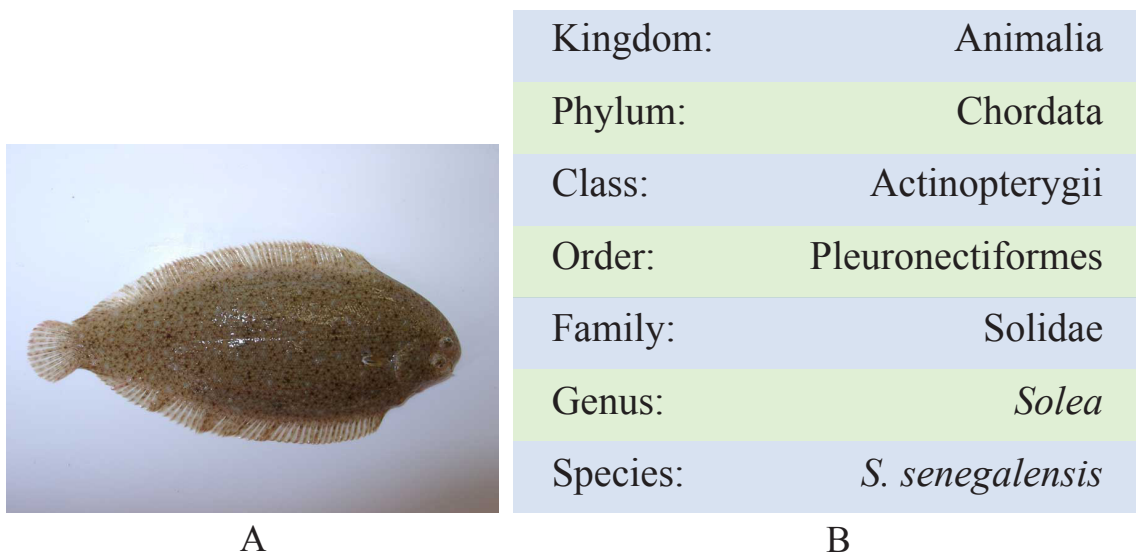 Kingdom: Animalia
Phylum: Chordata
Class: Actinopterygii
Order: Pleuronectiformes
Family: Solidae
Genus: Solea
Species: S. senegalensis
A B